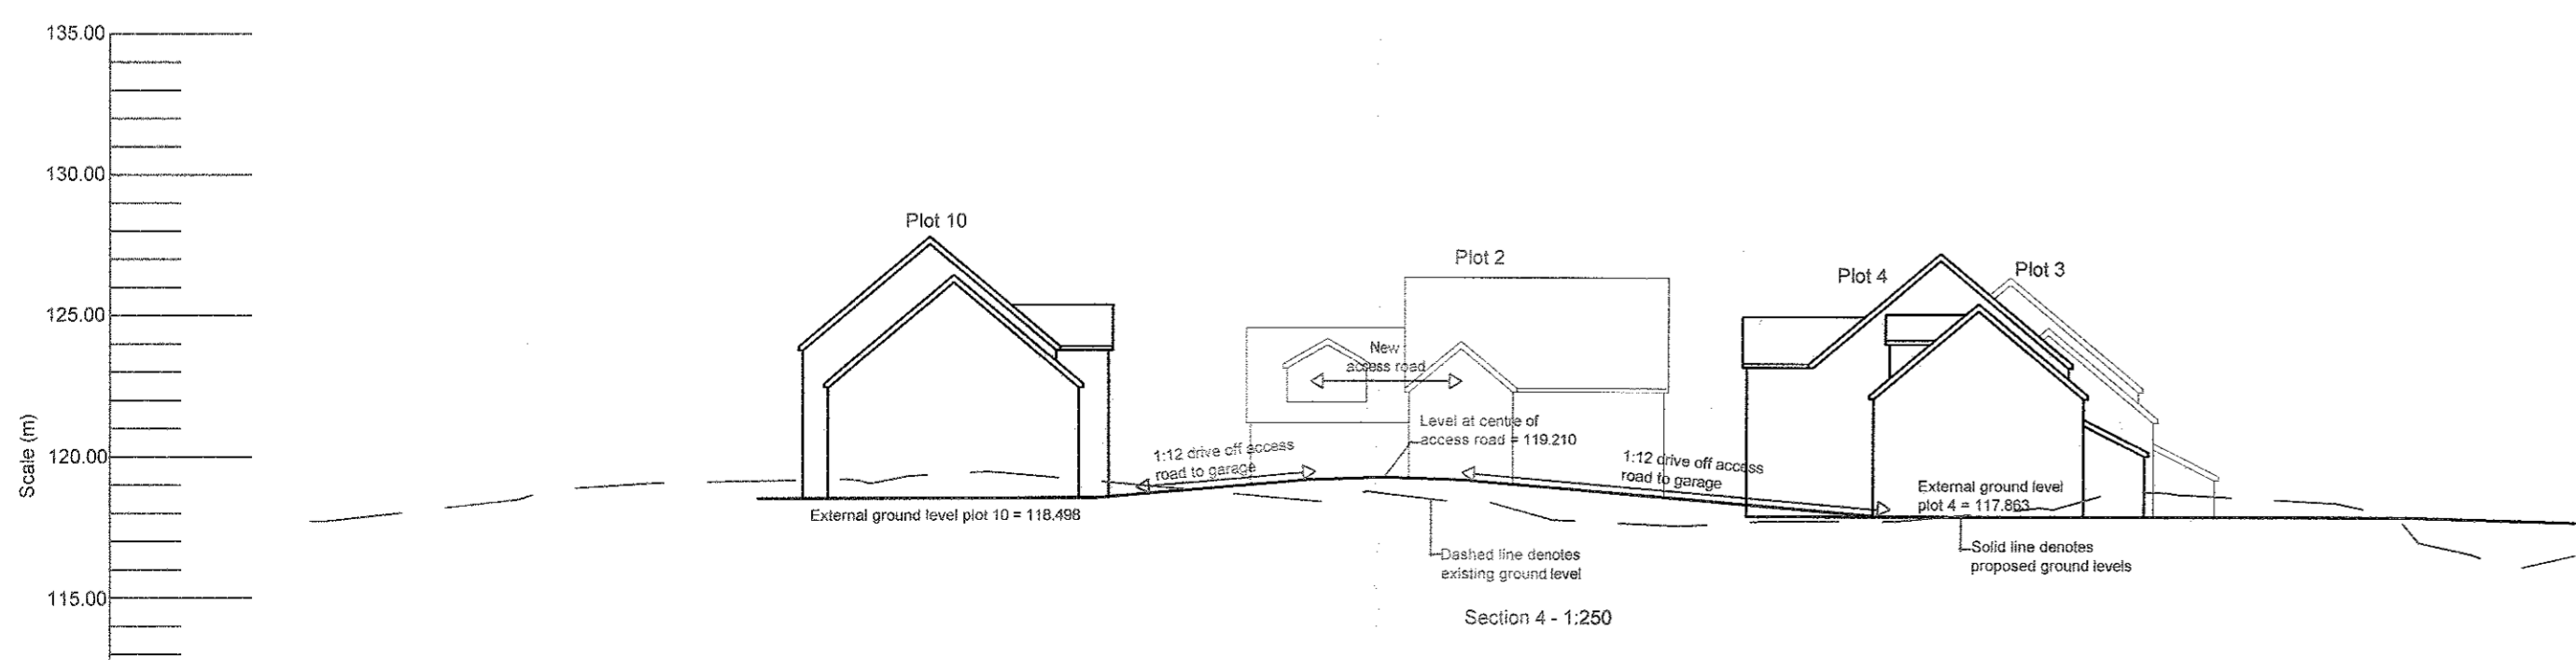 135.00
130.00
125.00
120.00
115.00
Scale (m)
Plot 10
Plot 2
Plot 4
Plot 3
New
access road
Level at centre of
access road = 119.210
1:12 drive off access
road to garage
1:12 drive off access
road to garage
External ground level
plot 4 = 117.863
External ground level plot 10 = 118.498
Dashed line denotes
existing ground level
Solid line denotes
proposed ground levels
Section 4 - 1:250